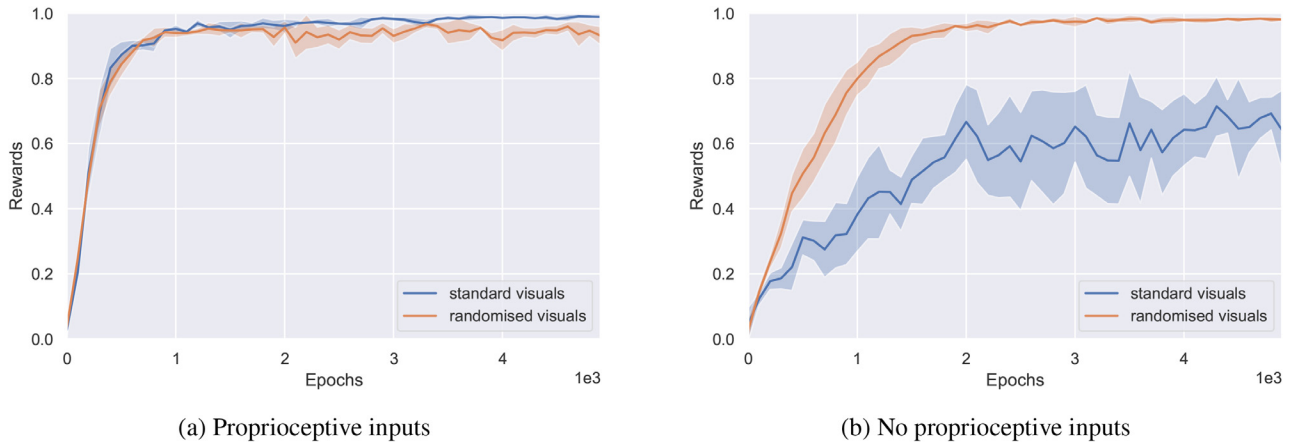 1.0
0.8
0.6
0.4
0.2
0.0
Rewards
0
1
2
3
4
1e3
Epochs
standard visuals
randomised visuals
(a) Proprioceptive inputs
1.0
0.8
0.6
0.4
0.2
0.0
Rewards
0
1
2
3
4
1e3
Epochs
standard visuals
randomised visuals
(b) No proprioceptive inputs